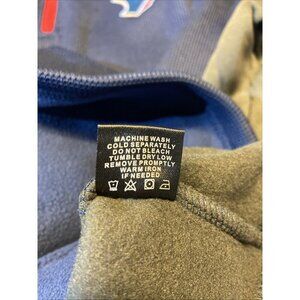 MACHINE WASH
COLD SEPARATELY
DO NOT BLEACH
TUMBLE DRY LOW
REMOVE PROMPTLY
WARM IRON
IF NEEDED